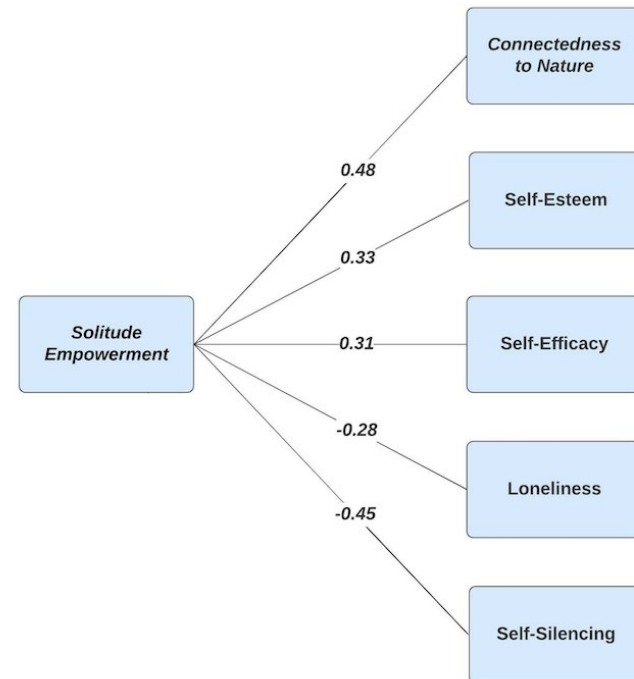 Connectedness
to Nature
0.48
Self-Esteem
0.33
Solitude
Empowerment
0.31
Self-Efficacy
-0.28
Loneliness
-0.45
Self-Silencing